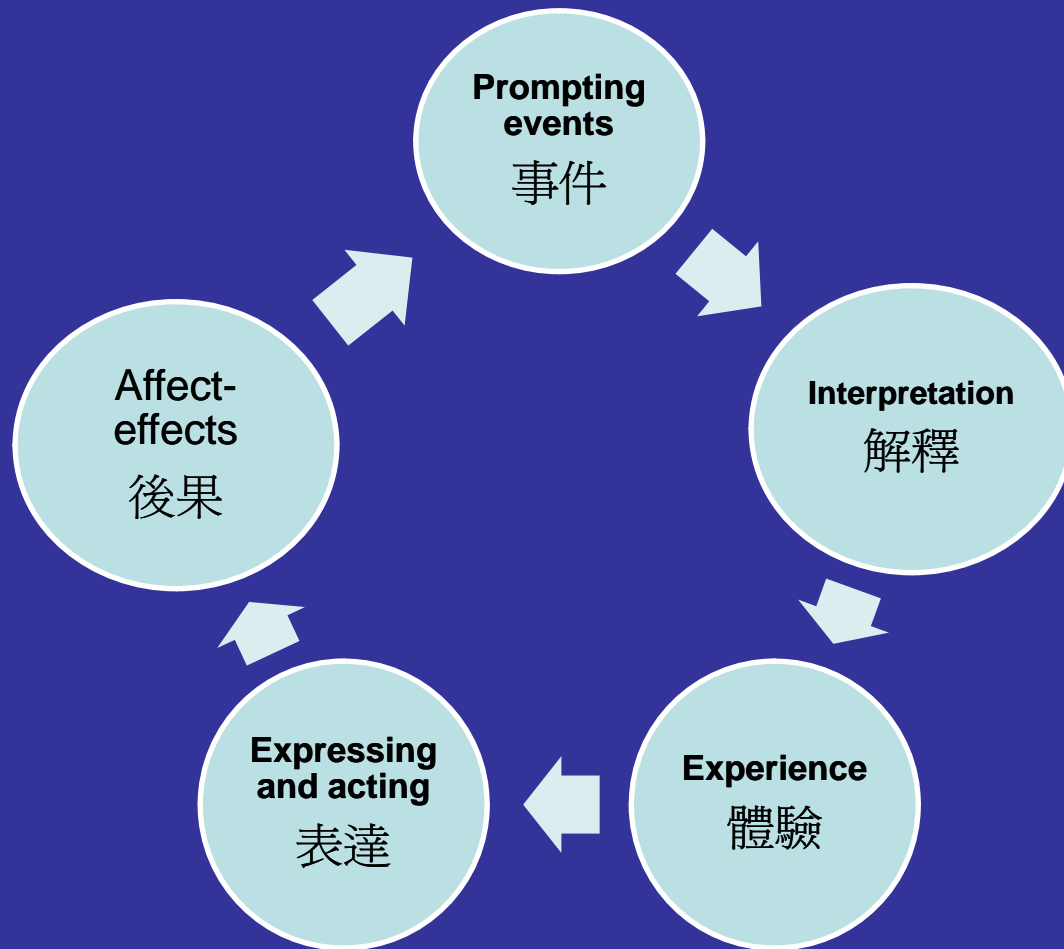 Prompting
events
事件
Interpretation
解釋
Experience
體驗
Expressing
and acting
表達
Affect-
effects
後果